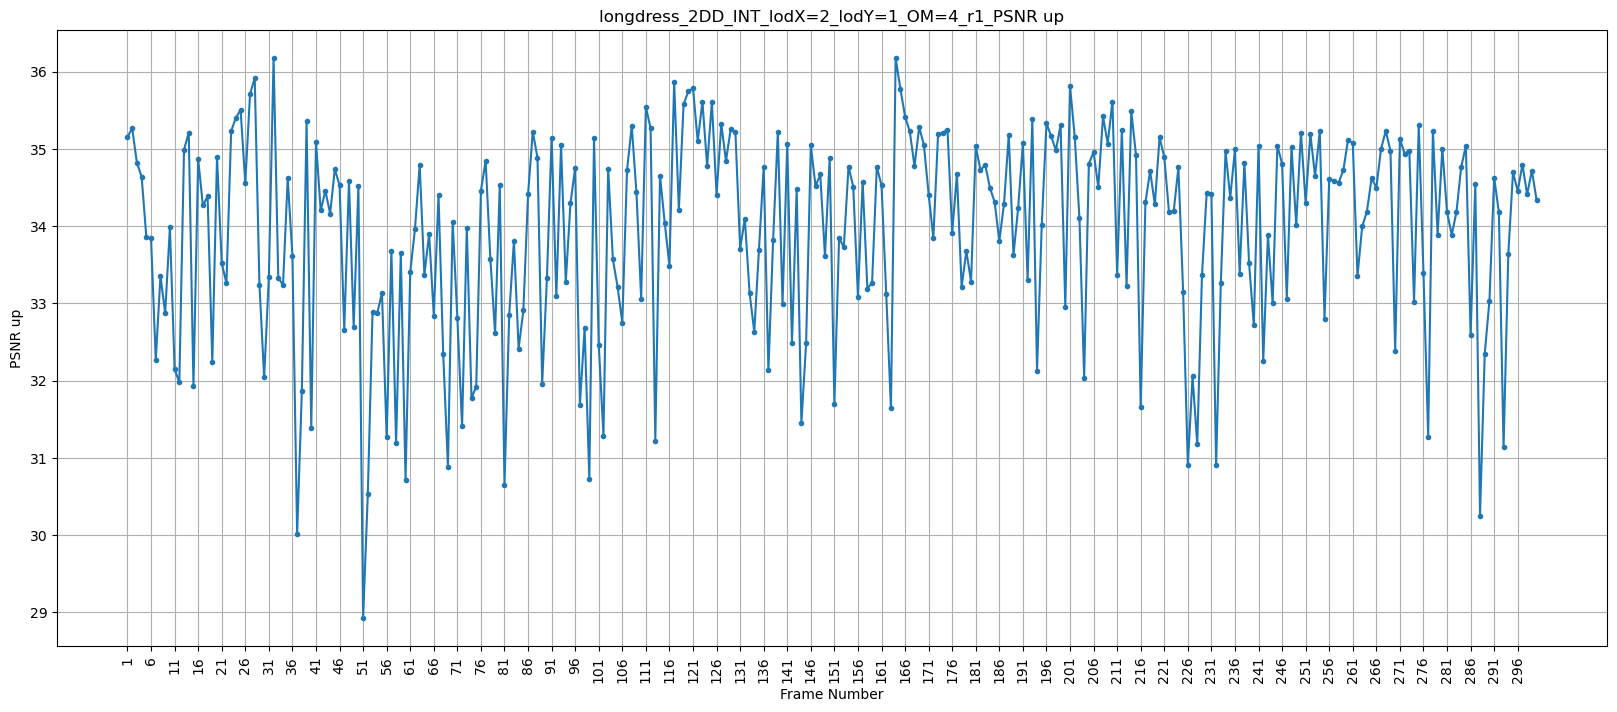 longdress_2DD_INT_lodX=2_lodY=1_OM=4_r1_PSNR up
PSNR up
36
35
34
33
32
31
30
29
1 6 11 16 21 26 31 36 41 46 51 56 61 66 71 76 81 86 91 96 101 106 111 116 121 126 131 136 141 146 151 156 161 166 171 176 181 186 191 196 201 206 211 216 221 226 231 236 241 246 251 256 261 266 271 276 281 286 291 296
Frame Number